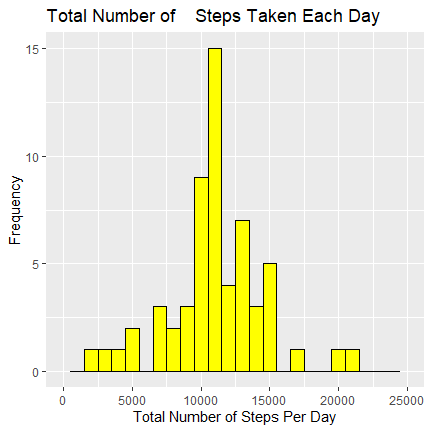 Total Number of    Steps Taken Each Day
15
10
5
0
Frequency
0 5000 10000 15000 20000 25000
Total Number of Steps Per Day